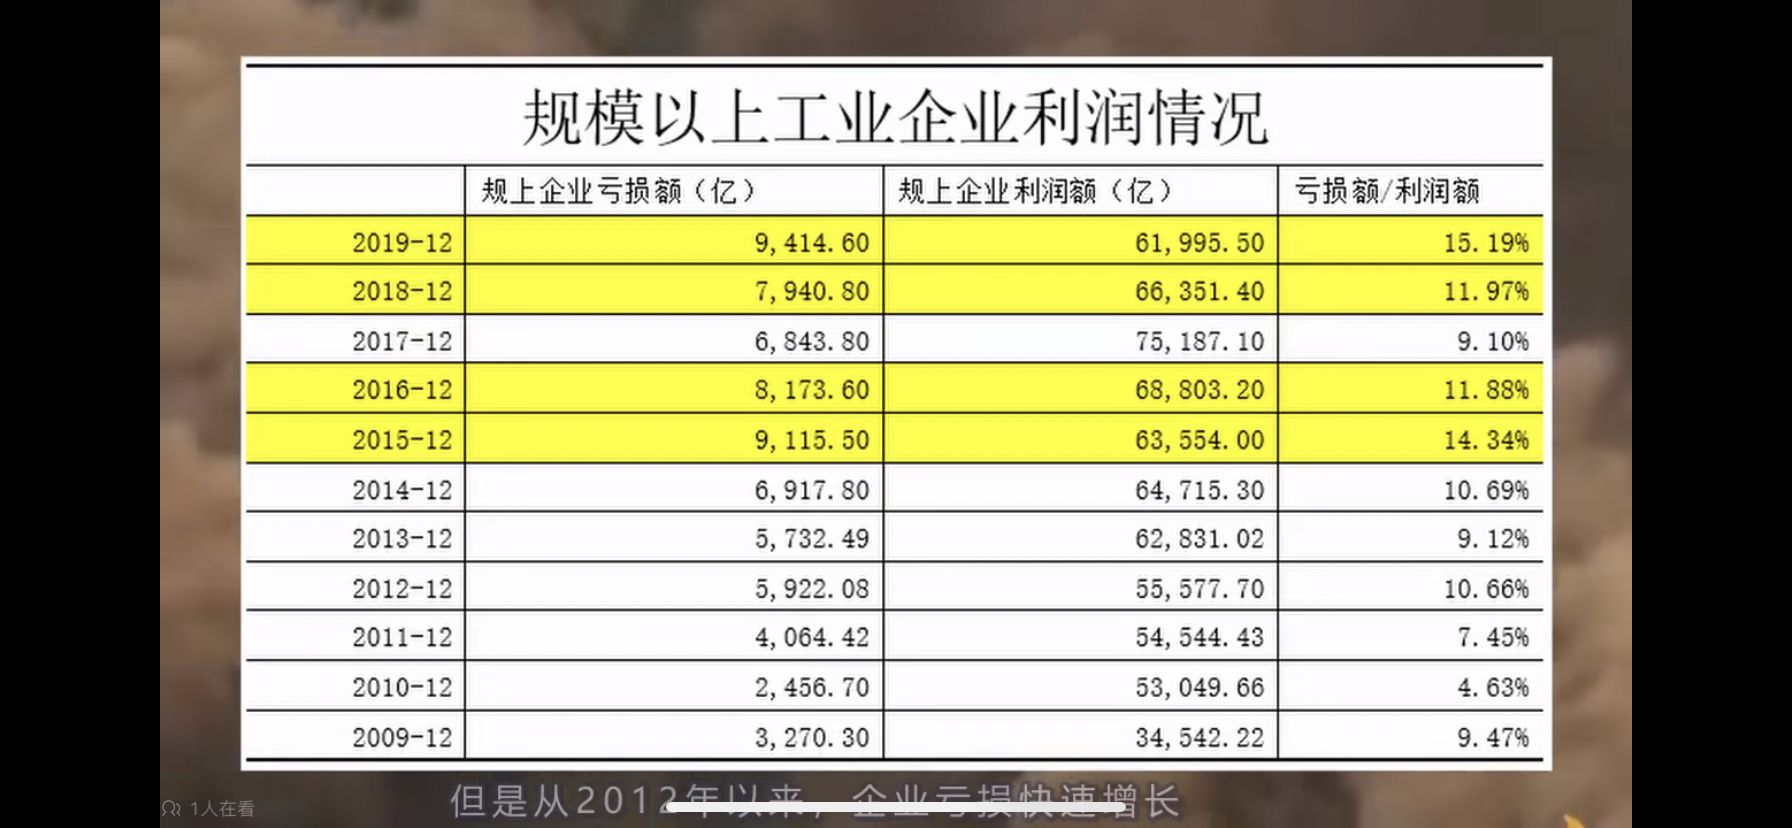 规模以上工业企业利润情况
规上企业亏损额（亿） 规上企业利润额（亿） 亏损额/利润额
2019-12 9,414.60 61,995.50 15.19%
2018-12 7,940.80 66,351.40 11.97%
2017-12 6,843.80 75,187.10 9.10%
2016-12 8,173.60 68,803.20 11.88%
2015-12 9,115.50 63,554.00 14.34%
2014-12 6,917.80 64,715.30 10.69%
2013-12 5,732.49 62,831.02 9.12%
2012-12 5,922.08 55,577.70 10.66%
2011-12 4,064.42 54,544.43 7.45%
2010-12 2,456.70 53,049.66 4.63%
2009-12 3,270.30 34,542.22 9.47%
但是从2012年以来，企业亏损快速增长
1人在看